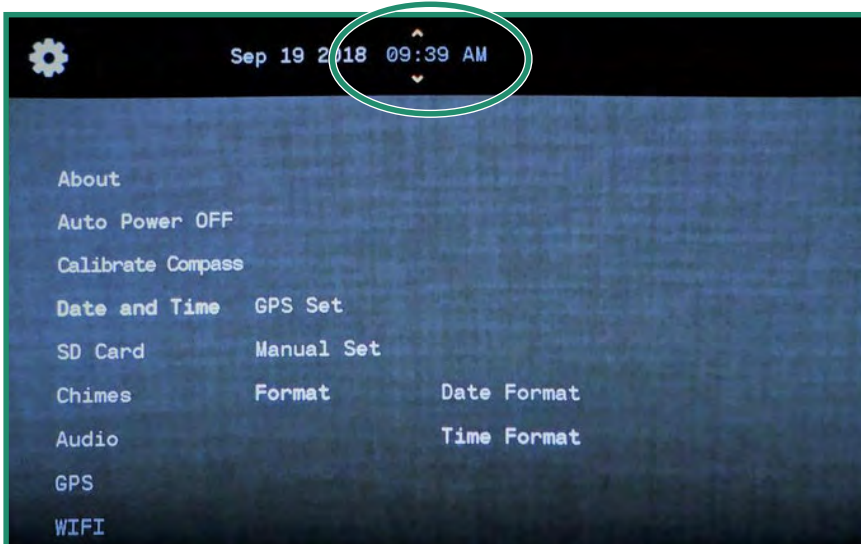 Sep 19 2018 09:39 AM
About
Auto Power OFF
Calibrate Compass
Date and Time GPS Set
SD Card Manual Set
Chimes Format Date Format
Audio Time Format
GPS
WIFI